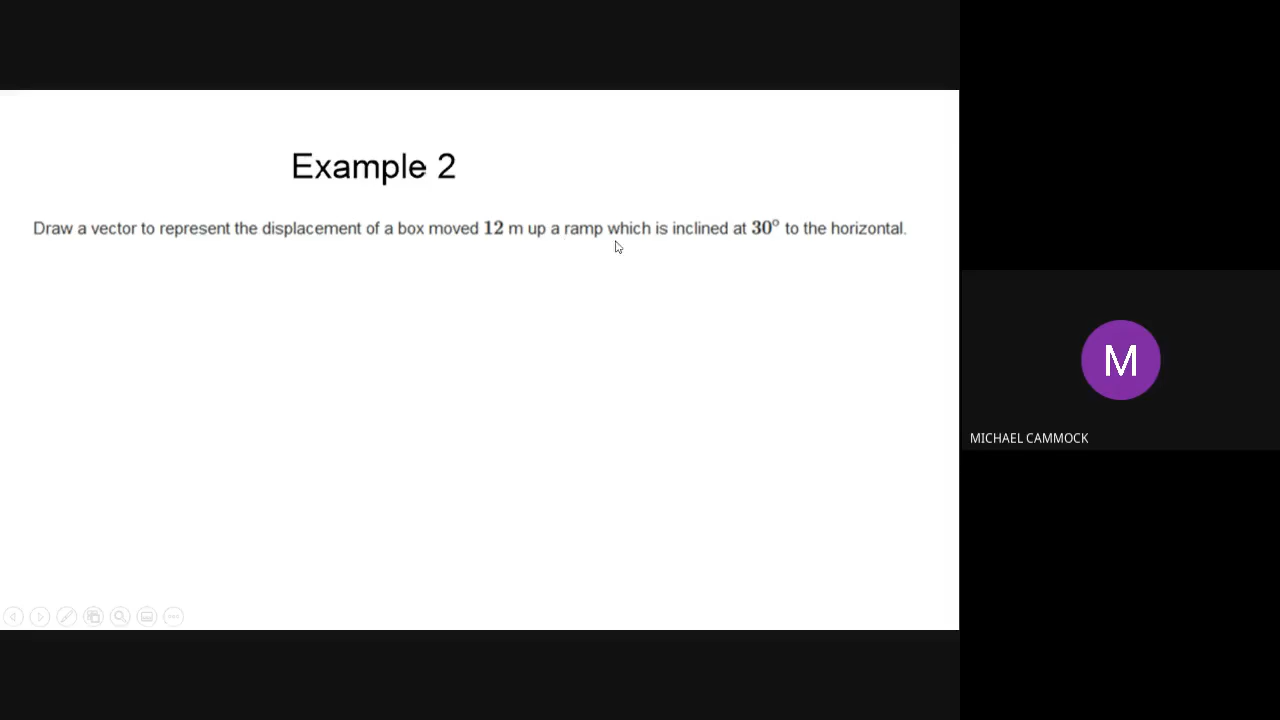 Example 2
Draw a vector to represent the displacement of a box moved 12 m up a ramp which is inclined at 30° to the horizontal.
M
MICHAEL CAMMOCK